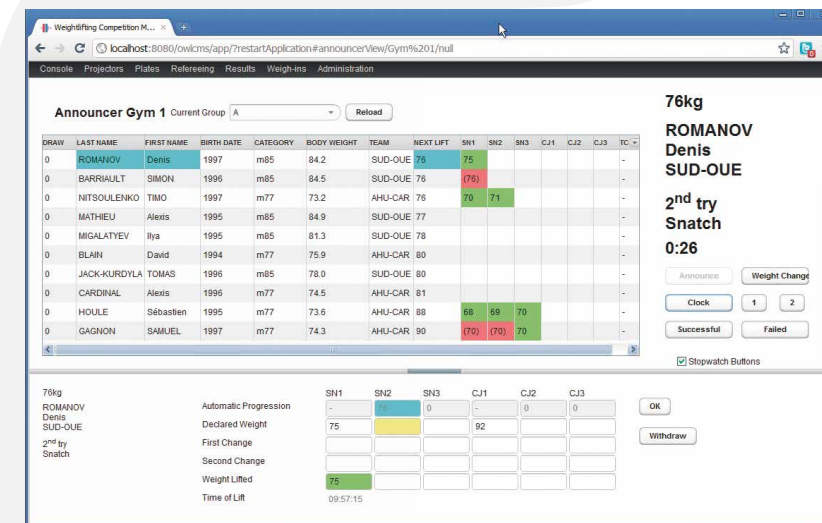 Weightlifting Competition M...
localhost:8080/owlcms/app/?restartApplication#announcerView/Gym%201/null
Console Projectors Plates Refereeing Results Weigh-ins Administration
Announcer Gym 1 Current Group A Reload
DRAW LAST NAME FIRST NAME BIRTH DATE CATEGORY BODY WEIGHT TEAM NEXT LIFT SN1 SN2 SN3 CJ1 CJ2 CJ3 TC
0 ROMANOV Denis 1997 m85 84.2 SUD-OUE 76 75 -
0 BARRIAULT SIMON 1996 m85 84.5 SUD-OUE 76 (76) -
0 NITSOULENKO TIMO 1997 m77 73.2 AHU-CAR 76 70 71 -
0 MATHIEU Alexis 1995 m85 84.9 SUD-OUE 77 -
0 MIGALATYEV Ilya 1995 m85 81.3 SUD-OUE 78 -
0 BLAIN David 1994 m77 75.9 AHU-CAR 80 -
0 JACK-KURDYLA TOMAS 1996 m85 78.0 SUD-OUE 80 -
0 CARDINAL Alexis 1996 m77 74.5 AHU-CAR 81 -
0 HOULE Sébastien 1995 m77 73.6 AHU-CAR 88 68 69 70 -
0 GAGNON SAMUEL 1997 m77 74.3 AHU-CAR 90 (70) (70) 70 -
76kg
ROMANOV
Denis
SUD-OUE
2nd try
Snatch
0:26
Announce Weight Change
Clock 1 2
Successful Failed
Stopwatch Buttons
76kg
ROMANOV
Denis
SUD-OUE
2nd try
Snatch
SN1 SN2 SN3 CJ1 CJ2 CJ3
Automatic Progression - 76 0 - 0 0
Declared Weight 75 92
First Change
Second Change
Weight Lifted 75
Time of Lift 09:57:15
OK
Withdraw